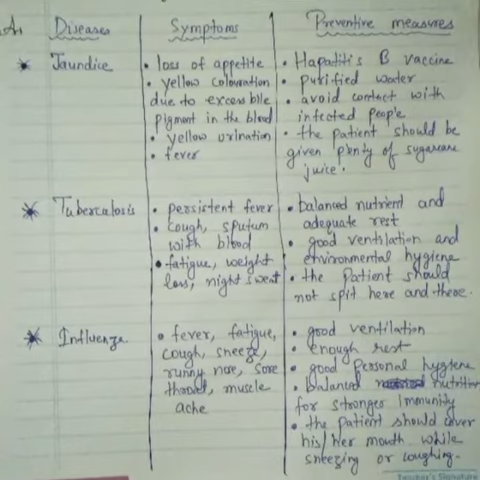 A. Diseases Symptoms Preventive measures
* Jaundice
• loss of appetite
• yellow colouration
due to excess bile
pigment in the blood
• yellow urination
• fever
• Hapatitis B vaccine
• purified water
• avoid contact with
infected people
• the patient should be
given plenty of sugarcane
juice.
* Tuberculosis
• persistent fever
• cough, sputum
with blood
• fatigue, weight
loss, night sweat
• balanced nutrient and
adequate rest
• good ventilation and
environmental hygiene
• the patient should
not spit here and there.
* Influenza
• fever, fatigue,
cough, sneeze,
runny nose, sore
throat, muscle
ache
• good ventilation
• enough rest
• good personal hygiene
• balanced nutrition
for stronger immunity
• the patient should cover
his/her mouth while
sneezing or coughing.
Teacher's Signature